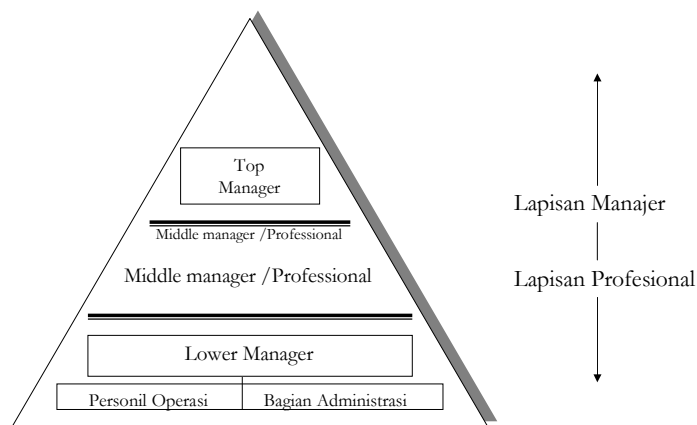 Top
Manager
Lapisan Manajer
Middle manager /Professional
Middle manager /Professional
Lapisan Profesional
Lower Manager
Personil Operasi
Bagian Administrasi